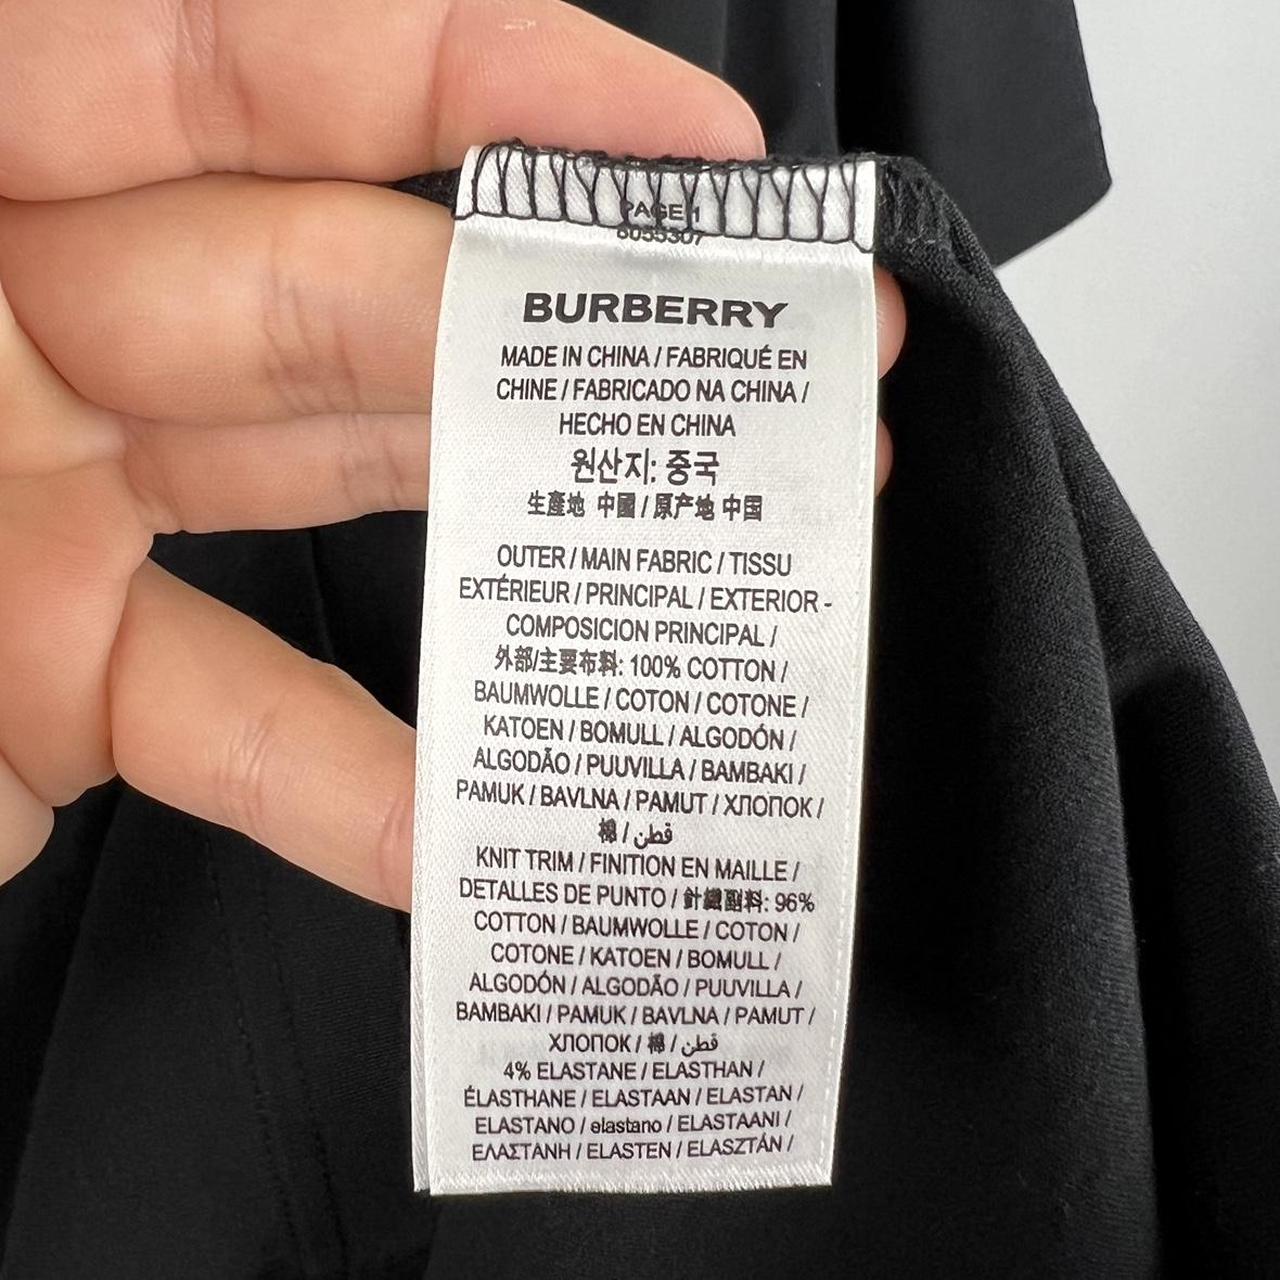 PAGE 1
8055307
BURBERRY
MADE IN CHINA / FABRIQUÉ EN
CHINE / FABRICADO NA CHINA /
HECHO EN CHINA
원산지: 중국
生產地 中國 / 原产地 中国
OUTER / MAIN FABRIC / TISSU
EXTÉRIEUR / PRINCIPAL / EXTERIOR -
COMPOSICION PRINCIPAL /
外部/主要布料: 100% COTTON /
BAUMWOLLE / COTON / COTONE /
KATOEN / BOMULL / ALGODÓN /
ALGODÃO / PUUVILLA / BAMBAKI /
PAMUK / BAVLNA / PAMUT / ХЛОПОК /
棉 / قطن /
KNIT TRIM / FINITION EN MAILLE /
DETALLES DE PUNTO / 針織副料: 96%
COTTON / BAUMWOLLE / COTON /
COTONE / KATOEN / BOMULL /
ALGODÓN / ALGODÃO / PUUVILLA /
BAMBAKI / PAMUK / BAVLNA / PAMUT /
ХЛОПОК / 棉 / قطن /
4% ELASTANE / ELASTHAN /
ÉLASTHANE / ELASTAAN / ELASTAN /
ELASTANO / elastano / ELASTAANI /
ΕΛΑΣΤΑΝΗ / ELASTEN / ELASZTÁN /